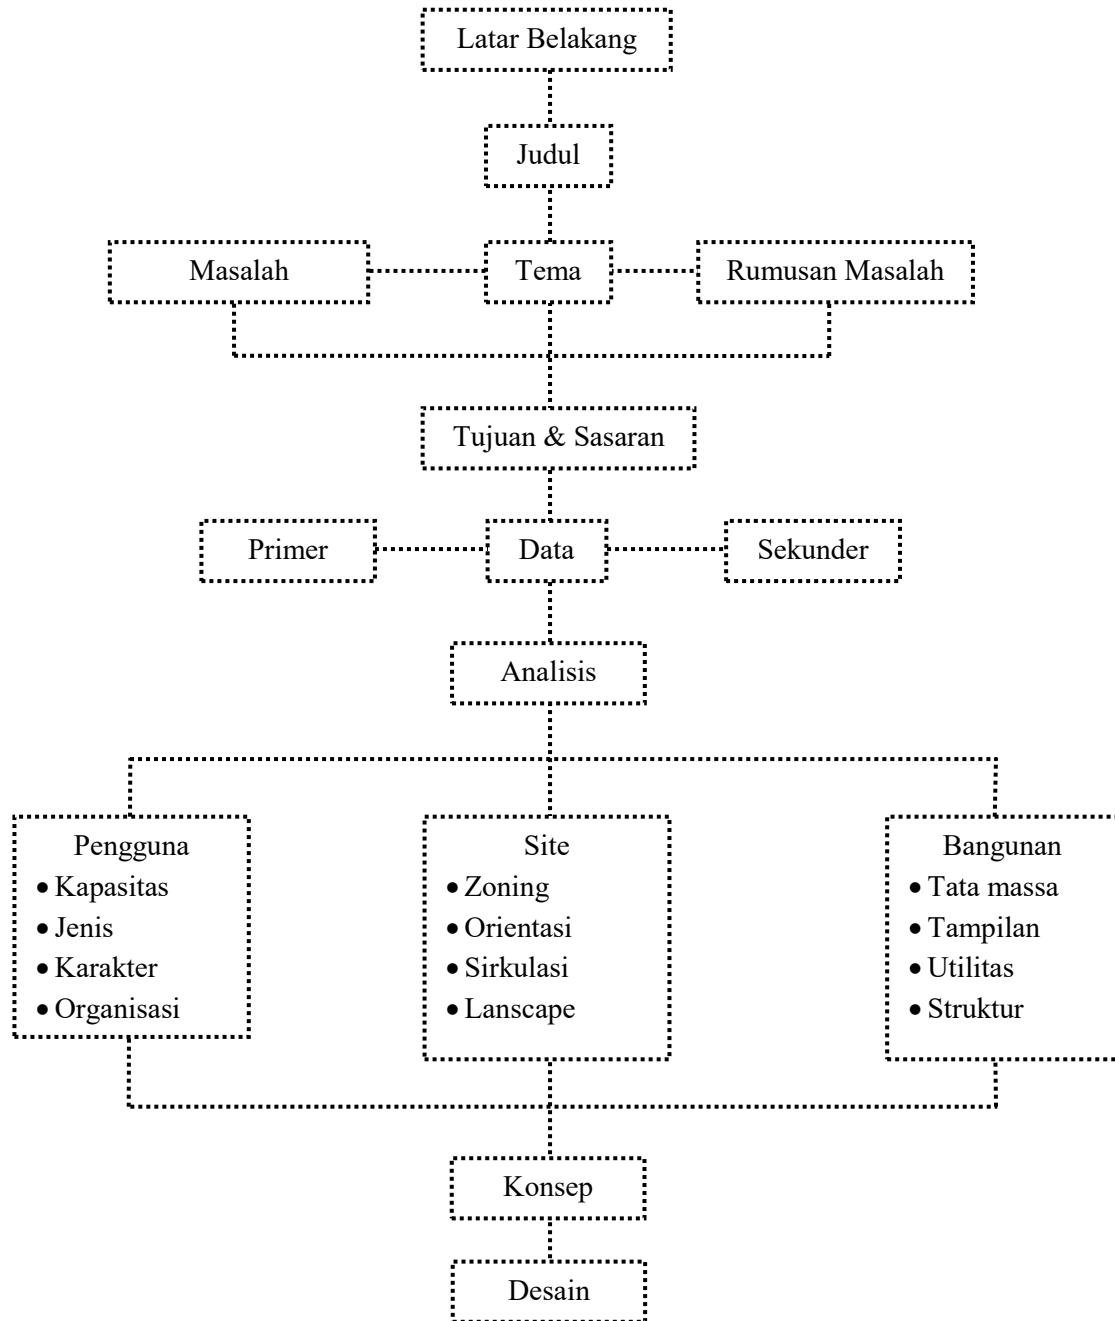 Latar Belakang
Judul
Masalah
Tema
Rumusan Masalah
Tujuan & Sasaran
Primer
Data
Sekunder
Analisis
Pengguna
• Kapasitas
• Jenis
• Karakter
• Organisasi
Site
• Zoning
• Orientasi
• Sirkulasi
• Lanscape
Bangunan
• Tata massa
• Tampilan
• Utilitas
• Struktur
Konsep
Desain